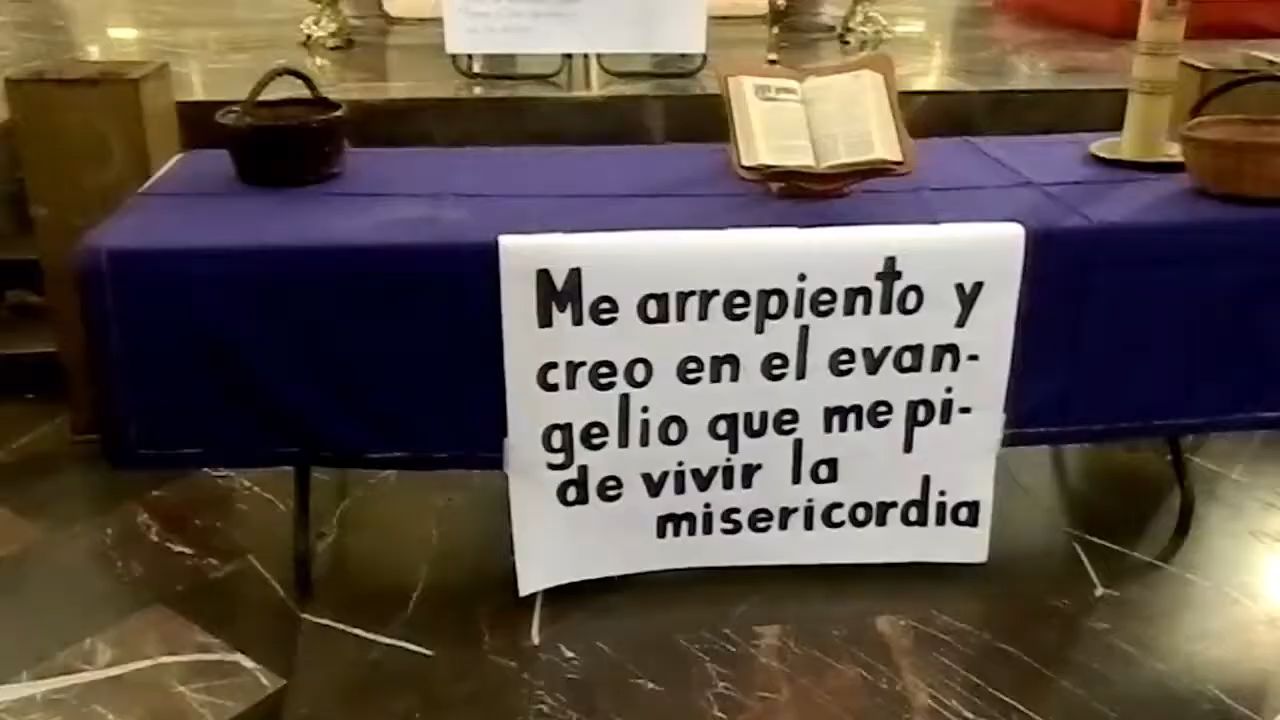 Me arrepiento y
creo en el evan-
gelio que me pi-
de vivir la
misericordia